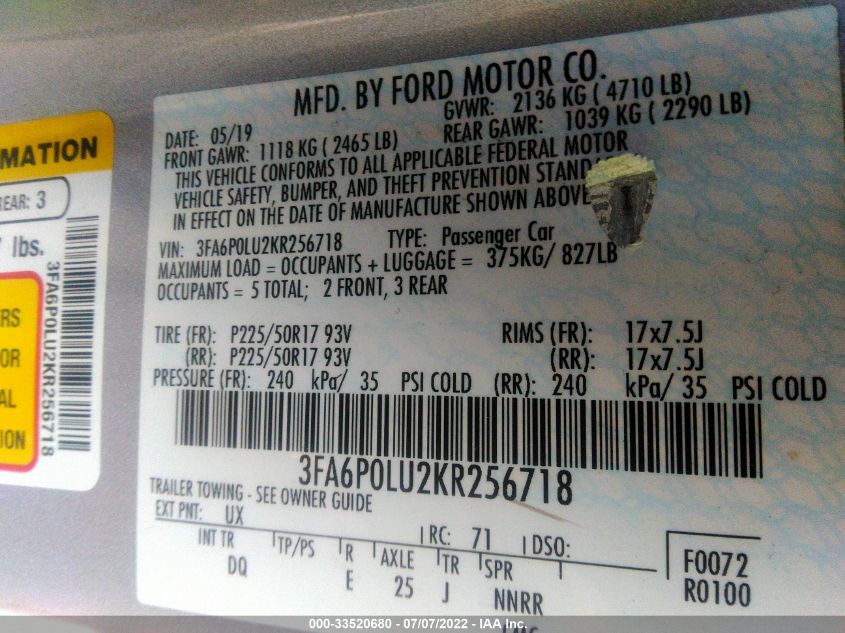 MFD. BY FORD MOTOR CO.
DATE: 05/19 GVWR: 2136 KG ( 4710 LB)
FRONT GAWR: 1118 KG ( 2465 LB) REAR GAWR: 1039 KG ( 2290 LB)
THIS VEHICLE CONFORMS TO ALL APPLICABLE FEDERAL MOTOR
VEHICLE SAFETY, BUMPER, AND THEFT PREVENTION
IN EFFECT ON THE DATE OF MANUFACTURE SHOWN ABOVE
VIN: 3FA6P0LU2KR256718 TYPE: Passenger Car
MAXIMUM LOAD = OCCUPANTS + LUGGAGE = 375KG/ 827LB
OCCUPANTS = 5 TOTAL; 2 FRONT, 3 REAR
TIRE (FR): P225/50R17 93V RIMS (FR): 17x7.5J
(RR): P225/50R17 93V (RR): 17x7.5J
PRESSURE (FR): 240 kPa/ 35 PSI COLD (RR): 240 kPa/ 35 PSI COLD
3FA6P0LU2KR256718
TRAILER TOWING - SEE OWNER GUIDE
EXT PNT: UX RC: 71 DSO:
INT TR TP/PS R AXLE TR SPR
DQ E 25 J NNRR
F0072
R0100
MATION
REAR: 3
lbs.
3FA6P0LU2KR256718
RS
OR
AL
ION
000-33520680 - 07/07/2022 - IAA Inc.